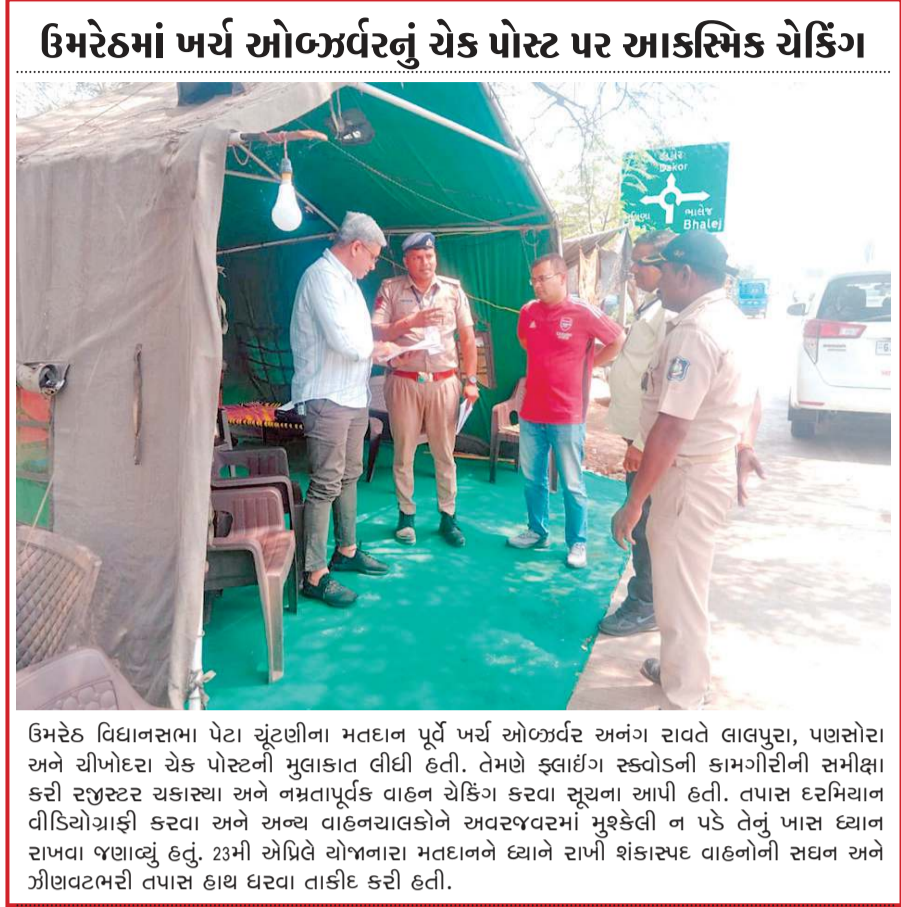 ઉમરેઠમાં ખર્ચ ઓબ્ઝર્વરનું ચેક પોસ્ટ પર આકસ્મિક ચેકિંગ
Dakor
ભાલેજ
Bhalej
ઉમરેઠ વિધાનસભા પેટા ચૂંટણીના મતદાન પૂર્વે ખર્ચ ઓબ્ઝર્વર અનંગ રાવતે લાલપુરા, પણસોરા
અને ચીખોદરા ચેક પોસ્ટની મુલાકાત લીધી હતી. તેમણે ફ્લાઈંગ સ્ક્વોડની કામગીરીની સમીક્ષા
કરી રજીસ્ટર ચકાસ્યા અને નમ્રતાપૂર્વક વાહન ચેકિંગ કરવા સૂચના આપી હતી. તપાસ દરમિયાન
વીડિયોગ્રાફી કરવા અને અન્ય વાહનચાલકોને અવરજવરમાં મુશ્કેલી ન પડે તેનું ખાસ ધ્યાન
રાખવા જણાવ્યું હતું. 23મી એપ્રિલે યોજાનારા મતદાનને ધ્યાને રાખી શંકાસ્પદ વાહનોની સઘન અને
ઝીણવટભરી તપાસ હાથ ધરવા તાકીદ કરી હતી.